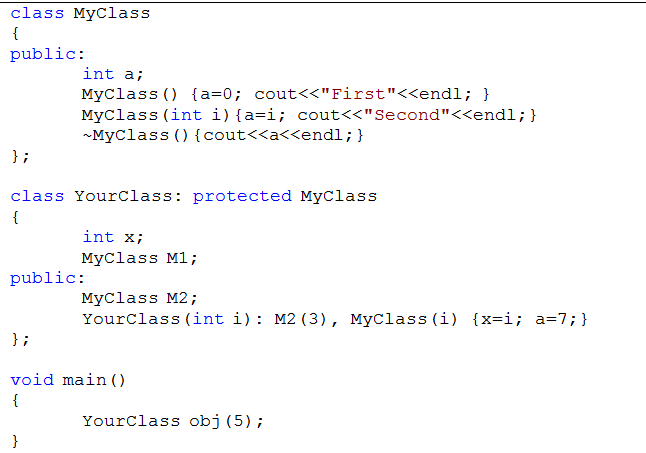 class MyClass
{
public:
int a;
MyClass() {a=0; cout<<"First"<<endl; }
MyClass(int i){a=i; cout<<"Second"<<endl;}
~MyClass(){cout<<a<<endl;}
};
class YourClass: protected MyClass
{
int x;
MyClass M1;
public:
MyClass M2;
YourClass(int i): M2(3), MyClass(i) {x=i; a=7;}
};
void main()
{
YourClass obj(5);
}